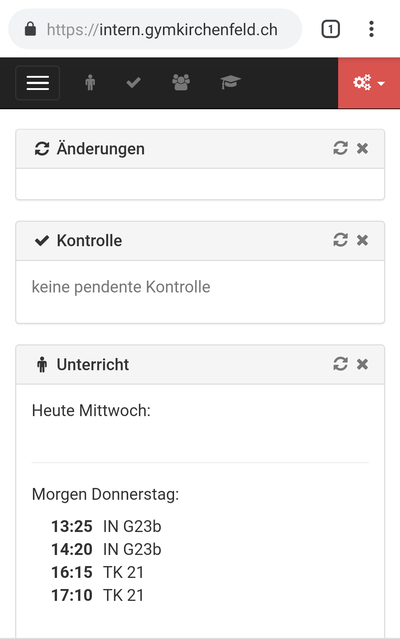 https://intern.gymkirchenfeld.ch 1
Änderungen
Kontrolle
keine pendente Kontrolle
Unterricht
Heute Mittwoch:
Morgen Donnerstag:
13:25 IN G23b
14:20 IN G23b
16:15 TK 21
17:10 TK 21